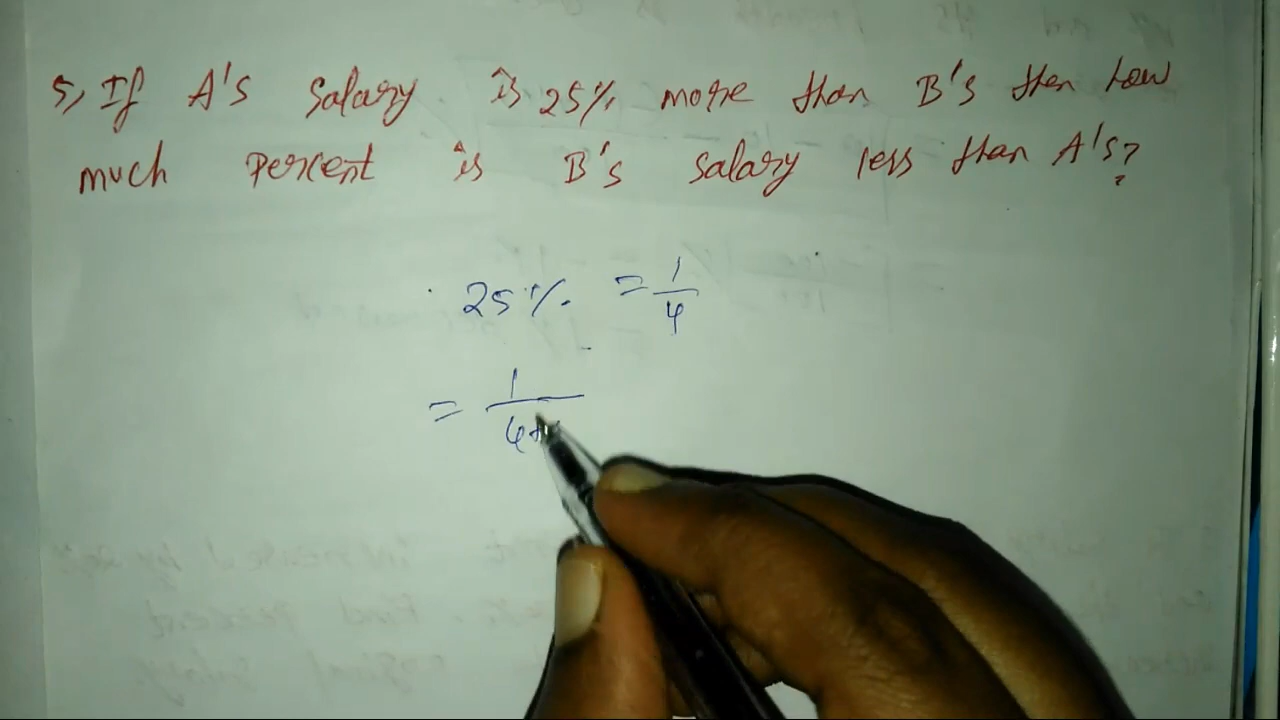 5, If A's Salary is 25% more than B's then how
much Percent is B's salary less than A's?
25% = 1/4
= 1/4+